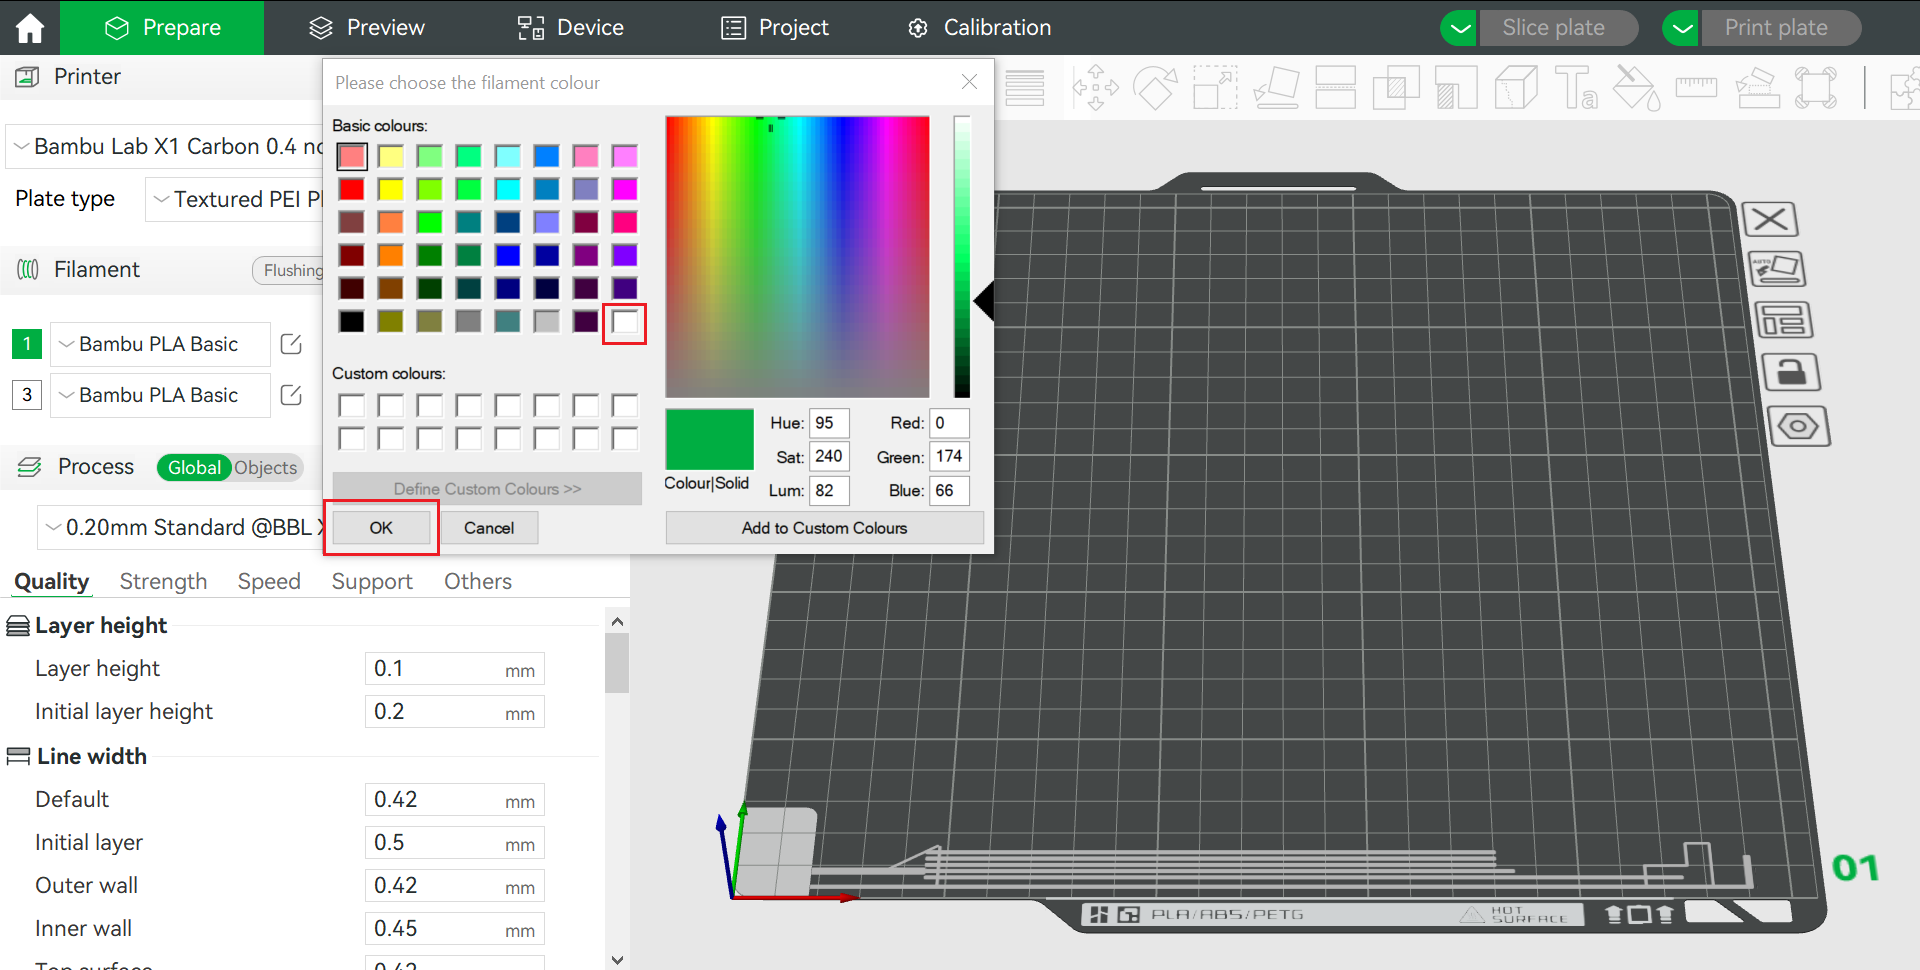 Prepare
Preview
Device
Project
Calibration
Slice plate
Print plate
Printer
Please choose the filament colour
Basic colours:
Bambu Lab X1 Carbon 0.4 no
Plate type
Textured PEI Pl
Filament
Flushing
1
Bambu PLA Basic
3
Bambu PLA Basic
Custom colours:
Hue: 95
Red: 0
Sat: 240
Green: 174
Colour|Solid
Lum: 82
Blue: 66
Define Custom Colours >>
OK
Cancel
Add to Custom Colours
Process
Global
Objects
0.20mm Standard @BBL X
Quality
Strength
Speed
Support
Others
Layer height
Layer height
0.1
mm
Initial layer height
0.2
mm
Line width
Default
0.42
mm
Initial layer
0.5
mm
Outer wall
0.42
mm
Inner wall
0.45
mm
Top surface
0.42
AUTO
01
PLA/ABS/PETG
HOT
SURFACE